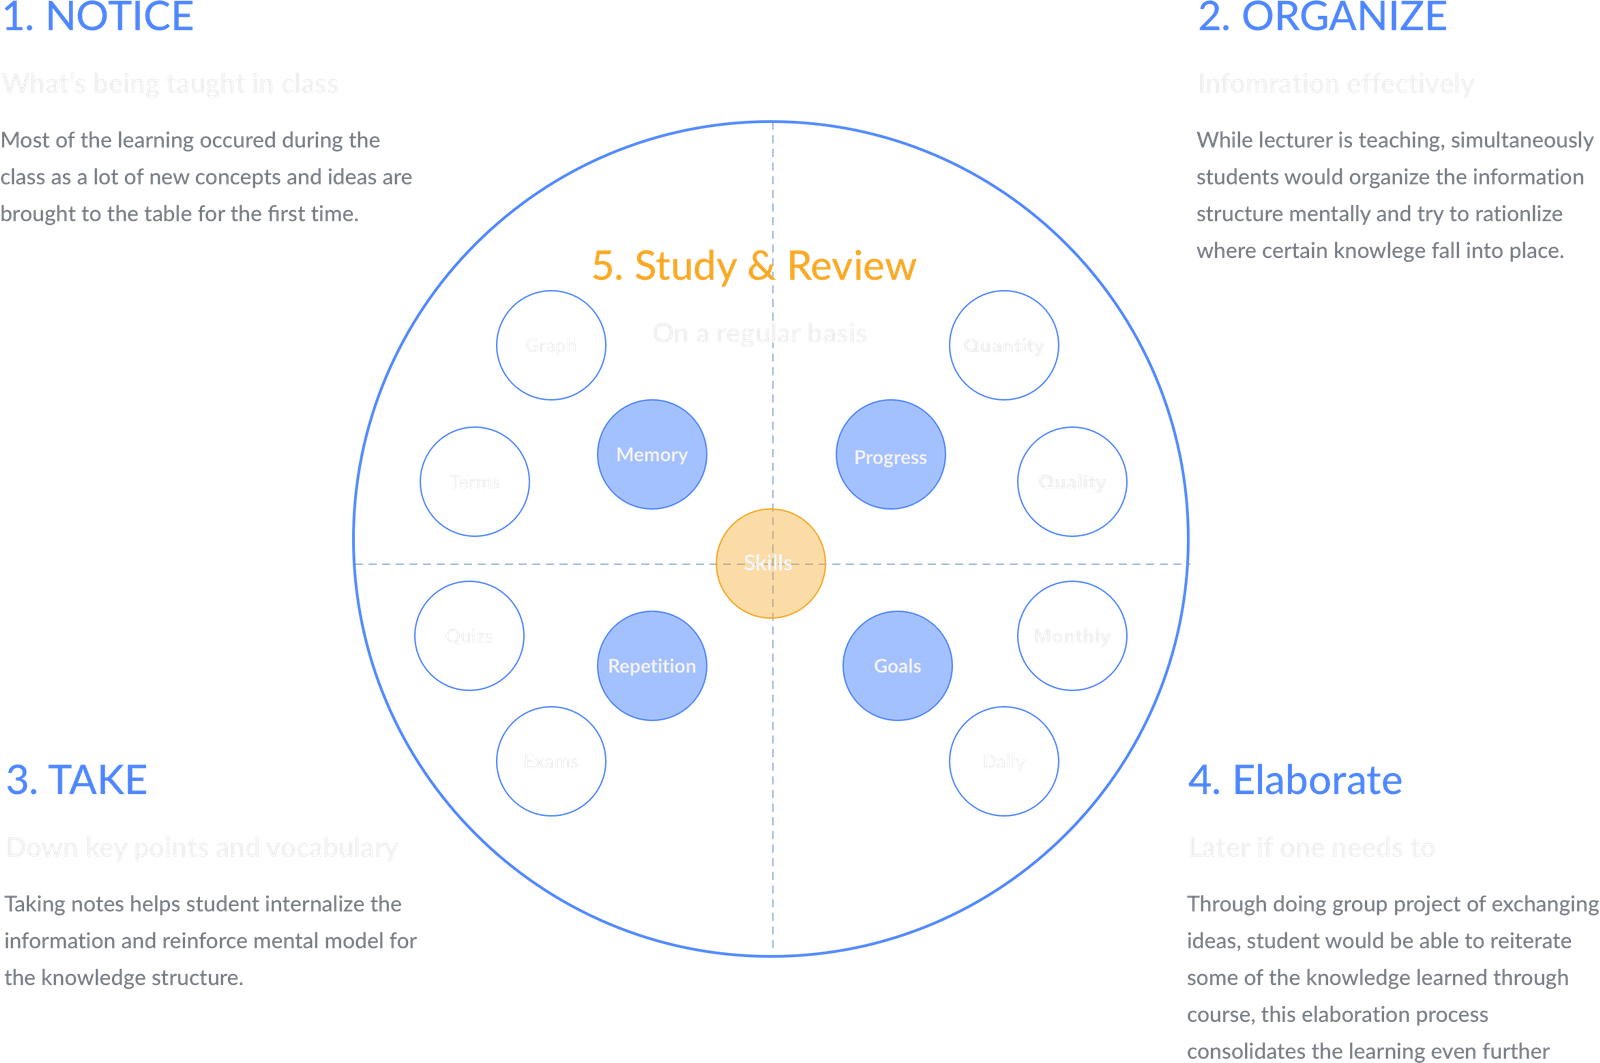 1. NOTICE
What's being taught in class
Most of the learning occured during the
class as a lot of new concepts and ideas are
brought to the table for the first time.
2. ORGANIZE
Infomration effectively
While lecturer is teaching, simultaneously
students would organize the information
structure mentally and try to rationlize
where certain knowlege fall into place.
5. Study & Review
On a regular basis
Graph
Quantity
Memory
Progress
Terms
Quality
Skills
Quizs
Monthly
Repetition
Goals
Exams
Daily
3. TAKE
Down key points and vocabulary
Taking notes helps student internalize the
information and reinforce mental model for
the knowledge structure.
4. Elaborate
Later if one needs to
Through doing group project of exchanging
ideas, student would be able to reiterate
some of the knowledge learned through
course, this elaboration process
consolidates the learning even further